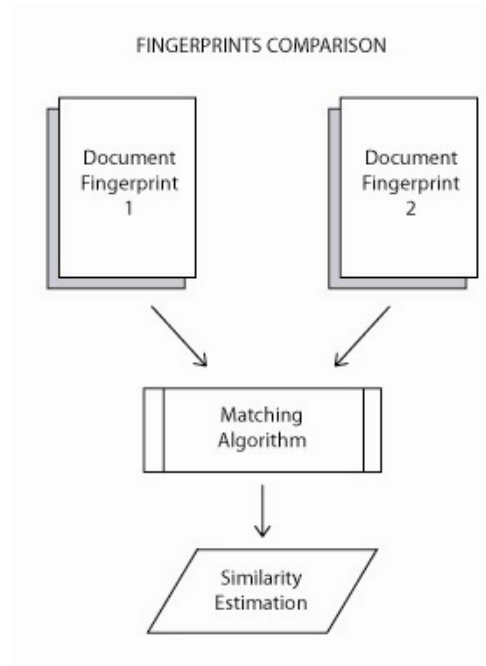 FINGERPRINTS COMPARISON
Document
Fingerprint
1
Document
Fingerprint
2
Matching
Algorithm
Similarity
Estimation